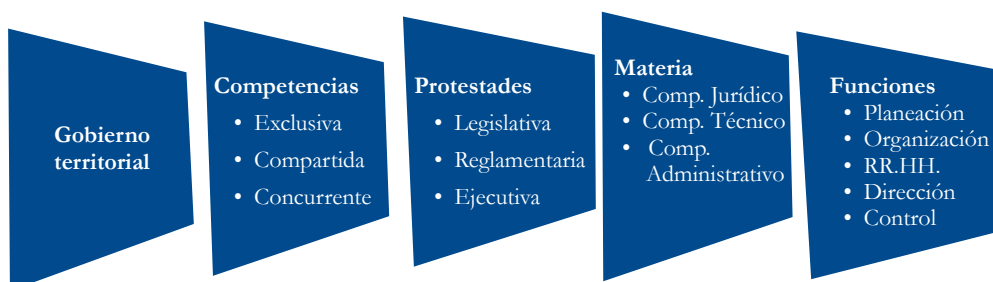 Gobierno
territorial
Competencias
• Exclusiva
• Compartida
• Concurrente
Protestades
• Legislativa
• Reglamentaria
• Ejecutiva
Materia
• Comp. Jurídico
• Comp. Técnico
• Comp.
Administrativo
Funciones
• Planeación
• Organización
• RR.HH.
• Dirección
• Control